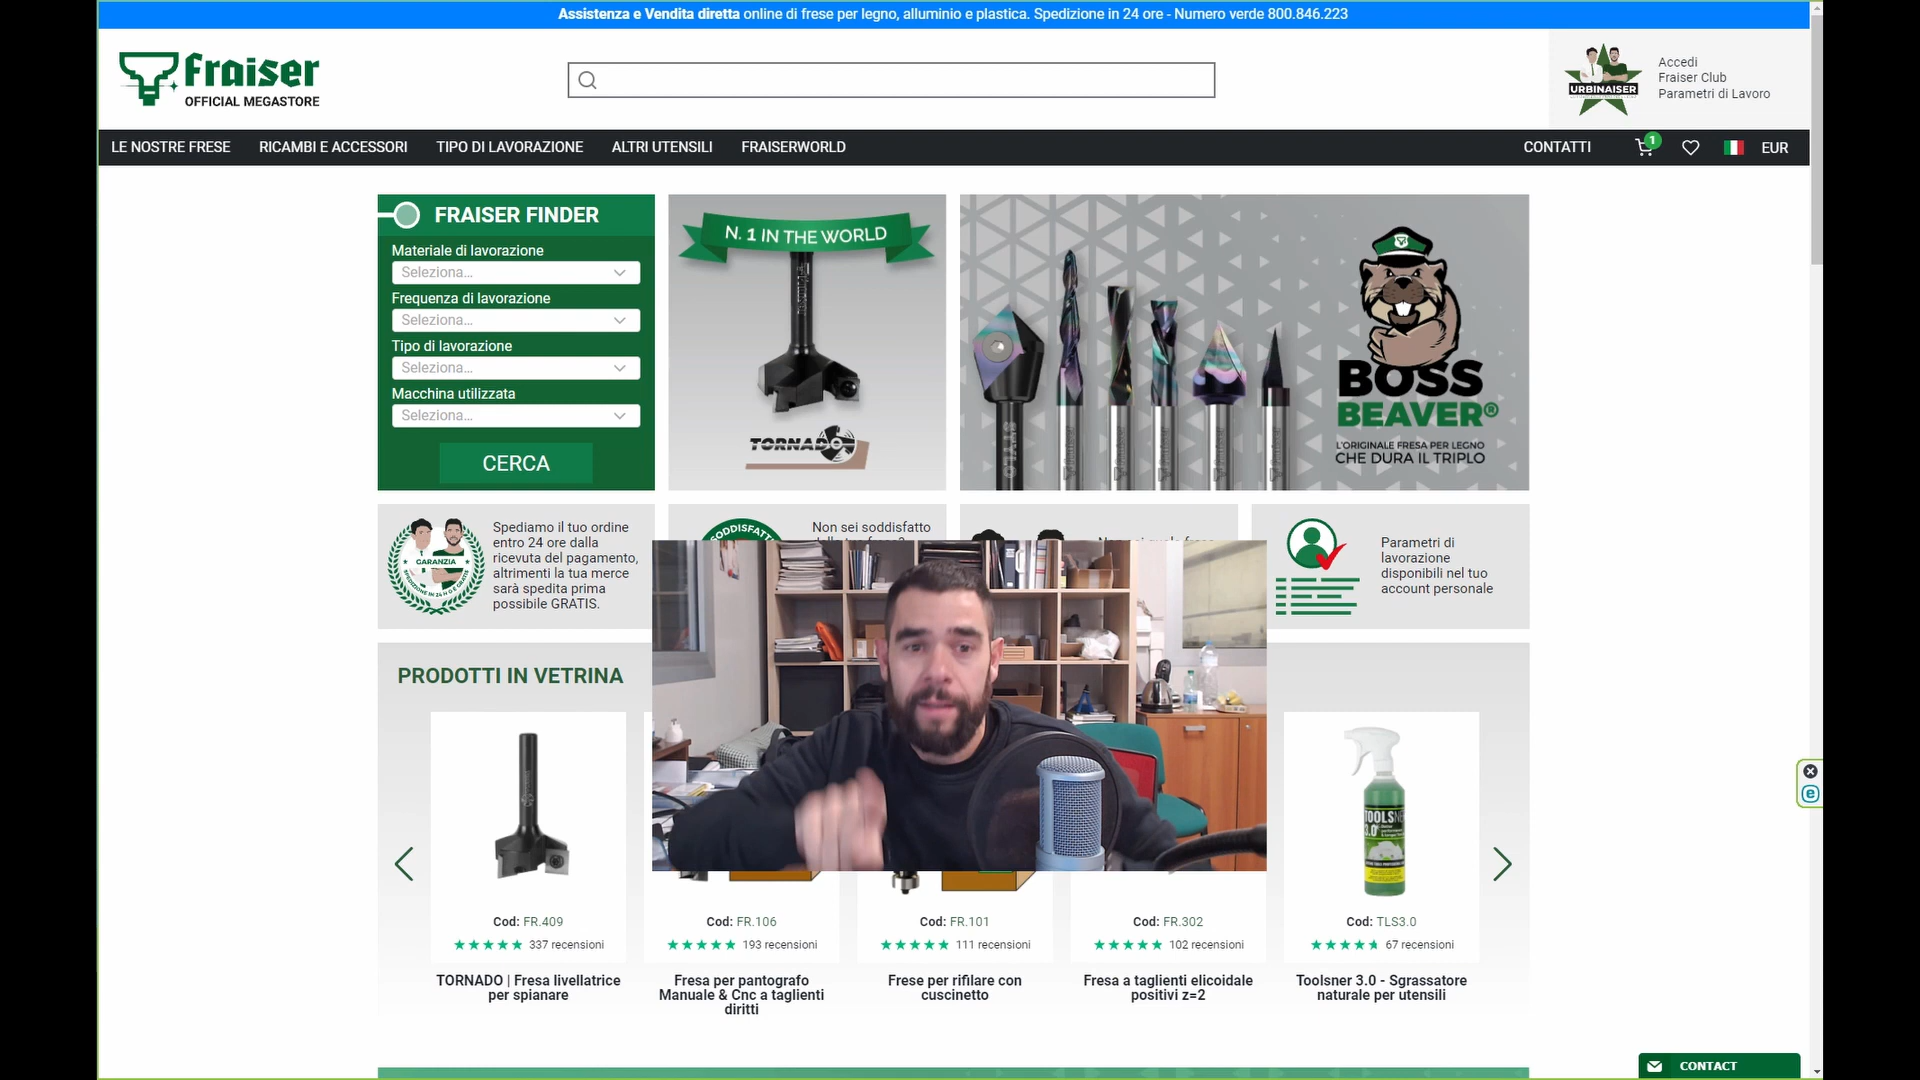 Assistenza e Vendita diretta online di frese per legno, alluminio e plastica. Spedizione in 24 ore - Numero verde 800.846.223
fraiser
OFFICIAL MEGASTORE
URBINAISER
Accedi
Fraiser Club
Parametri di Lavoro
LE NOSTRE FRESE RICAMBI E ACCESSORI TIPO DI LAVORAZIONE ALTRI UTENSILI FRAISERWORLD CONTATTI 1 EUR
FRAISER FINDER
Materiale di lavorazione
Seleziona...
Frequenza di lavorazione
Seleziona...
Tipo di lavorazione
Seleziona...
Macchina utilizzata
Seleziona...
CERCA
N. 1 IN THE WORLD
TORNADO
BOSS
BEAVER®
L'ORIGINALE FRESA PER LEGNO
CHE DURA IL TRIPLO
GARANZIA
Spediamo il tuo ordine
entro 24 ore dalla
ricevuta del pagamento,
altrimenti la tua merce
sarà spedita prima
possibile GRATIS.
SODDISFATTI
Non sei soddisfatto
Parametri di
lavorazione
disponibili nel tuo
account personale
PRODOTTI IN VETRINA
Cod: FR.409
337 recensioni
TORNADO | Fresa livellatrice
per spianare
Cod: FR.106
193 recensioni
Fresa per pantografo
Manuale & Cnc a taglienti
diritti
Cod: FR.101
111 recensioni
Frese per rifilare con
cuscinetto
Cod: FR.302
102 recensioni
Fresa a taglienti elicoidale
positivi z=2
TOOLSNER
3.0
Cod: TLS3.0
67 recensioni
Toolsner 3.0 - Sgrassatore
naturale per utensili
CONTACT